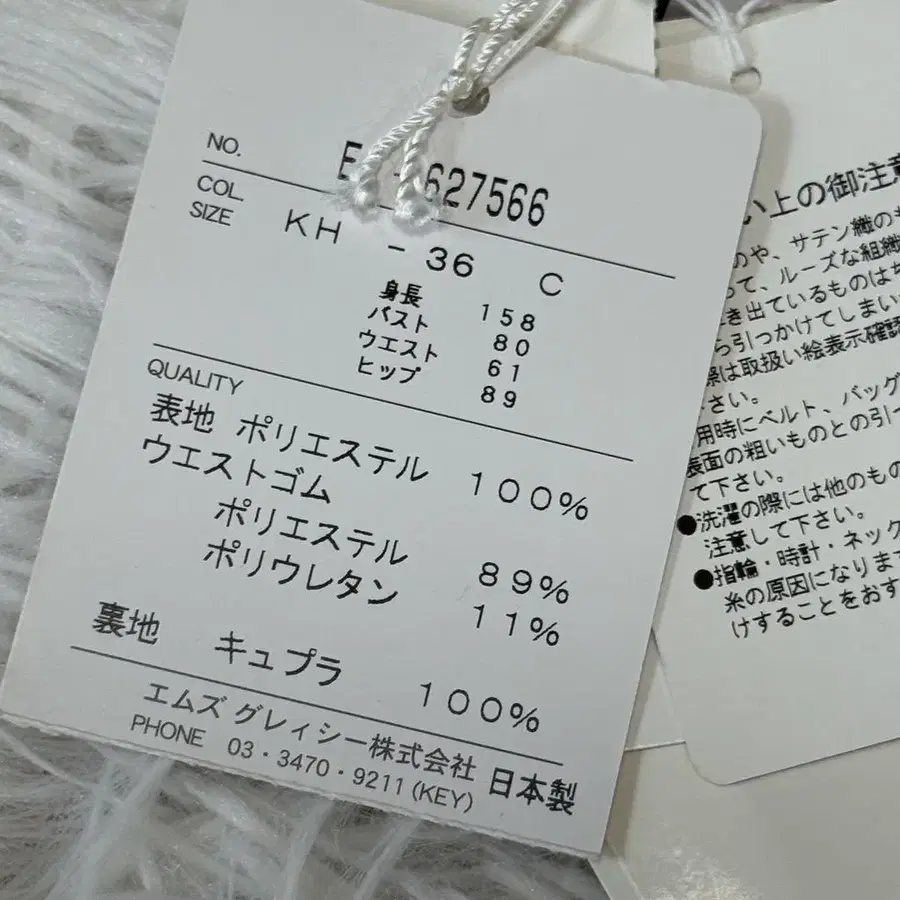 NO. E 627566
COL. KH
SIZE - 36 C
身長 158
バスト 80
ウエスト 61
ヒップ 89
QUALITY
表地 ポリエステル 100%
ウエストゴム
ポリエステル 89%
ポリウレタン 11%
裏地 キュプラ 100%
エムズ グレィシー株式会社
PHONE 03・3470・9211 (KEY) 日本製
い上の御注意
のや、サテン織のも
って、ルーズな組織
き出ているものはち
ら引つかけてしまい
際は取扱い絵表示確認
さい。
用時にベルト、バッグ
表面の粗いものとの引つ
て下さい。
●洗濯の際には他のもの
注意して下さい。
●指輪・時計・ネック
糸の原因になります
けすることをおす